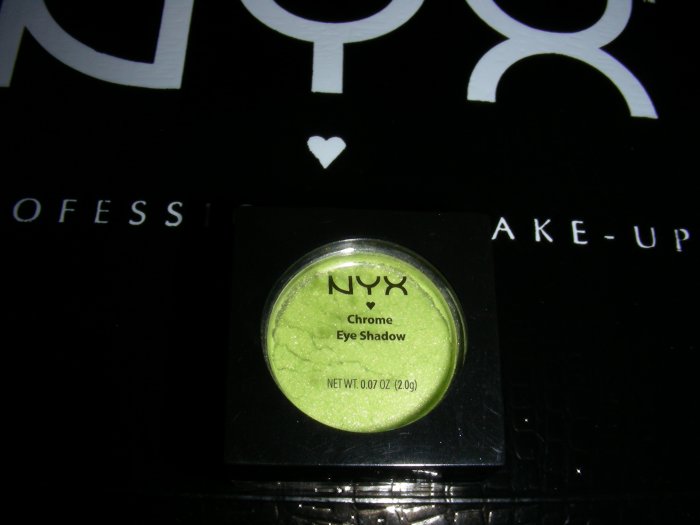 NYX
OFESS AKE-UP
NYX
Chrome
Eye Shadow
NET WT. 0.07 OZ (2.0g)